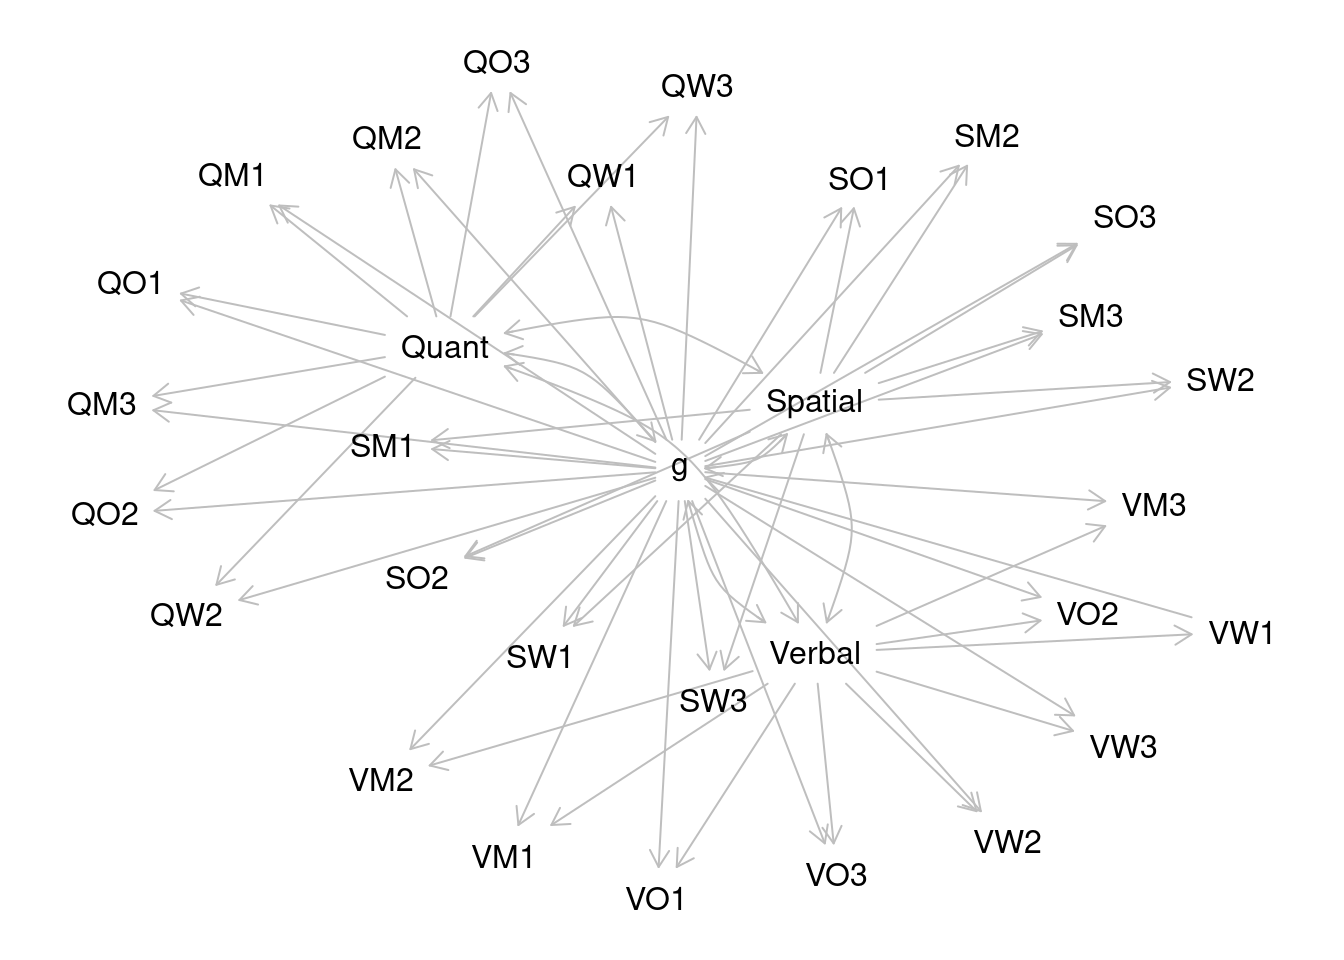 QO3
QW3
QM2
SM2
QM1
QW1
SO1
SO3
QO1
SM3
Quant
SW2
QM3
Spatial
SM1
g
VM3
QO2
SO2
QW2
VO2
VW1
SW1
Verbal
SW3
VW3
VM2
VW2
VM1
VO3
VO1